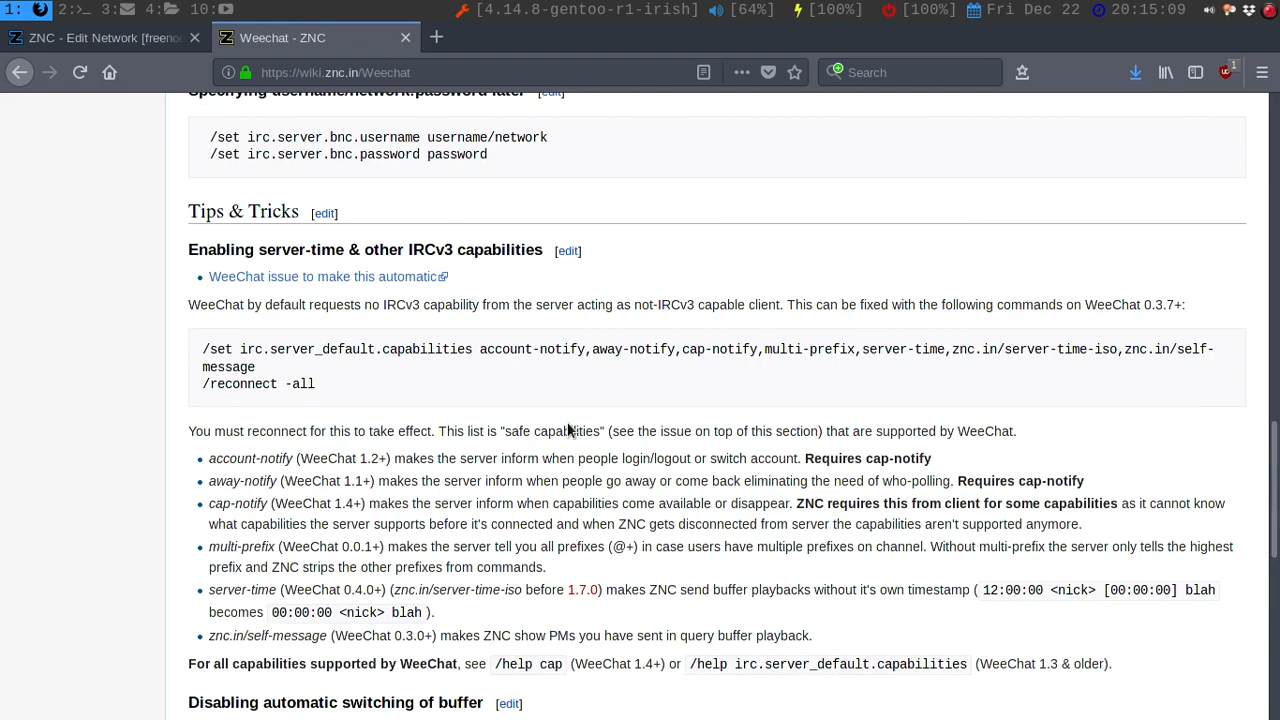 1: 2:>_ 3: 4: 10: [4.14.8-gentoo-r1-irish] [64%] [100%] [100%] Fri Dec 22 20:15:09
ZNC - Edit Network [freeno
Weechat - ZNC
https://wiki.znc.in/Weechat
Search
1
Specifying username/network:password later [edit]
/set irc.server.bnc.username username/network
/set irc.server.bnc.password password
Tips & Tricks [edit]
Enabling server-time & other IRCv3 capabilities [edit]
WeeChat issue to make this automatic
WeeChat by default requests no IRCv3 capability from the server acting as not-IRCv3 capable client. This can be fixed with the following commands on WeeChat 0.3.7+:
/set irc.server_default.capabilities account-notify,away-notify,cap-notify,multi-prefix,server-time,znc.in/server-time-iso,znc.in/self-
message
/reconnect -all
You must reconnect for this to take effect. This list is "safe capabilities" (see the issue on top of this section) that are supported by WeeChat.
account-notify (WeeChat 1.2+) makes the server inform when people login/logout or switch account. Requires cap-notify
away-notify (WeeChat 1.1+) makes the server inform when people go away or come back eliminating the need of who-polling. Requires cap-notify
cap-notify (WeeChat 1.4+) makes the server inform when capabilities come available or disappear. ZNC requires this from client for some capabilities as it cannot know
what capabilities the server supports before it's connected and when ZNC gets disconnected from server the capabilities aren't supported anymore.
multi-prefix (WeeChat 0.0.1+) makes the server tell you all prefixes (@+) in case users have multiple prefixes on channel. Without multi-prefix the server only tells the highest
prefix and ZNC strips the other prefixes from commands.
server-time (WeeChat 0.4.0+) (znc.in/server-time-iso before 1.7.0) makes ZNC send buffer playbacks without it's own timestamp ( 12:00:00 <nick> [00:00:00] blah
becomes 00:00:00 <nick> blah ).
znc.in/self-message (WeeChat 0.3.0+) makes ZNC show PMs you have sent in query buffer playback.
For all capabilities supported by WeeChat, see /help cap (WeeChat 1.4+) or /help irc.server_default.capabilities (WeeChat 1.3 & older).
Disabling automatic switching of buffer [edit]